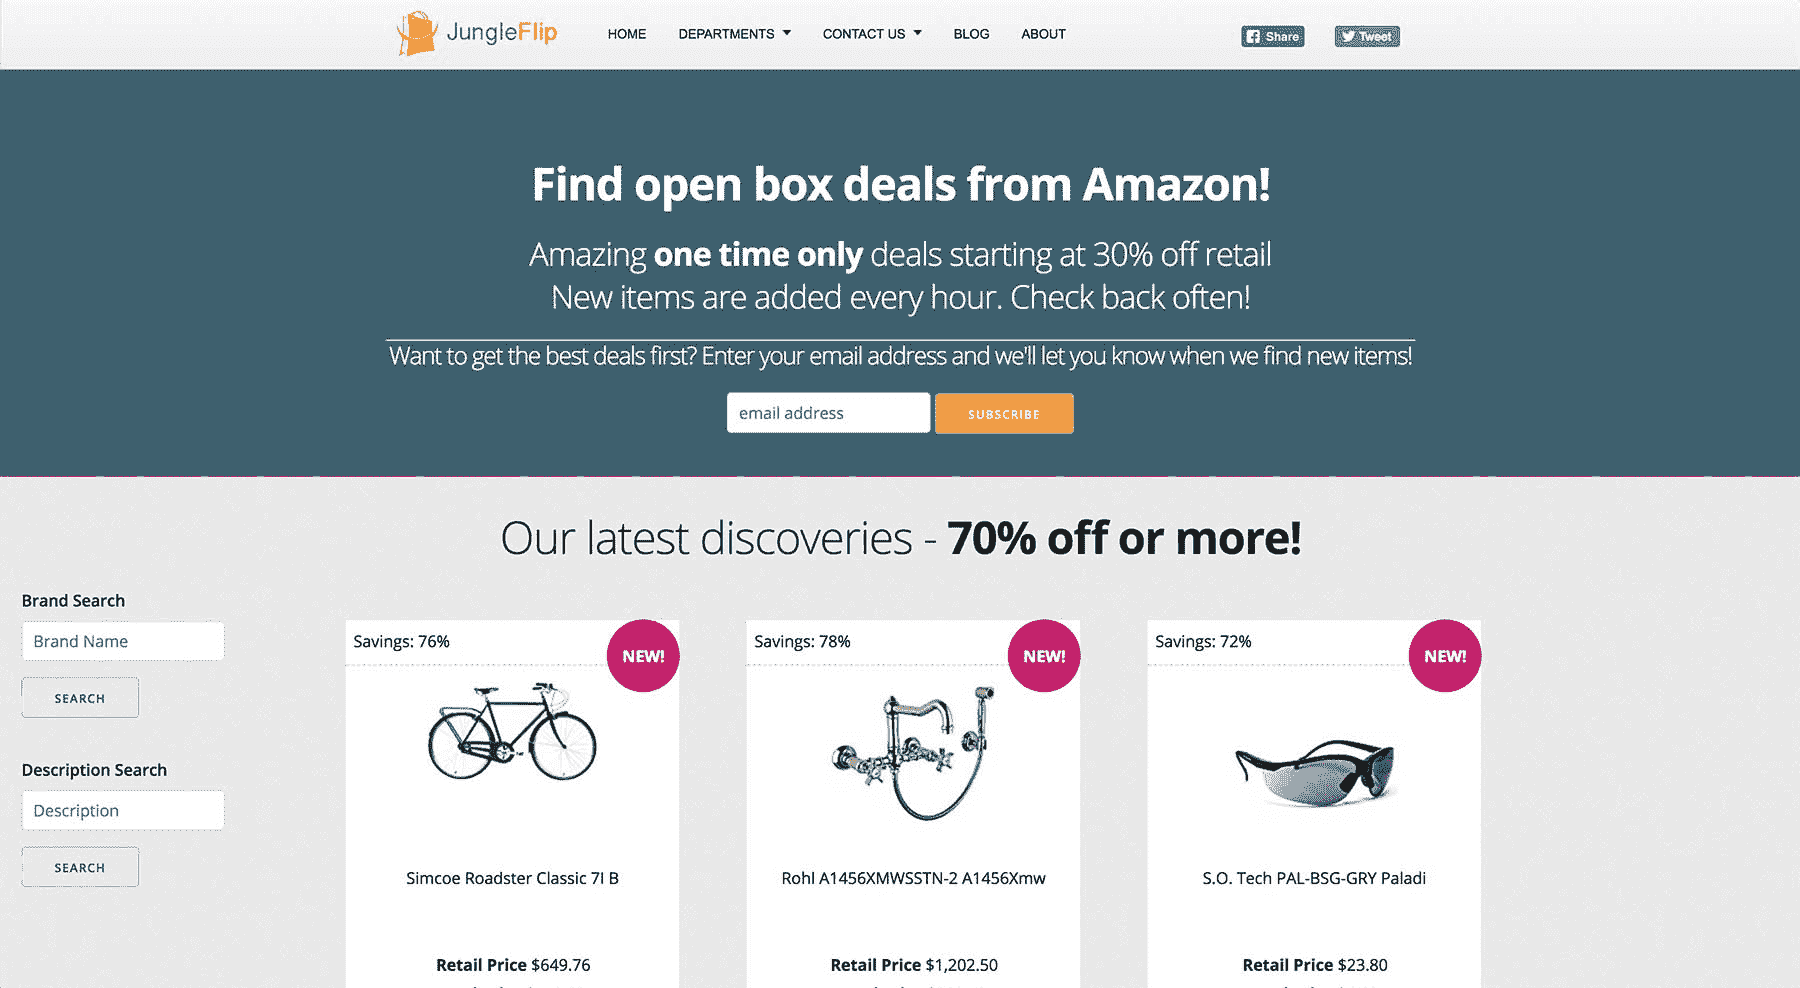 JungleFlip
HOME DEPARTMENTS CONTACT US BLOG ABOUT
Share Tweet
Find open box deals from Amazon!
Amazing one time only deals starting at 30% off retail
New items are added every hour. Check back often!
Want to get the best deals first? Enter your email address and we'll let you know when we find new items!
email address SUBSCRIBE
Our latest discoveries - 70% off or more!
Brand Search
Brand Name
SEARCH
Description Search
Description
SEARCH
Savings: 76% NEW!
Simcoe Roadster Classic 7I B
Retail Price $649.76
Savings: 78% NEW!
Rohl A1456XMWSSTN-2 A1456Xmw
Retail Price $1,202.50
Savings: 72% NEW!
S.O. Tech PAL-BSG-GRY Paladi
Retail Price $23.80